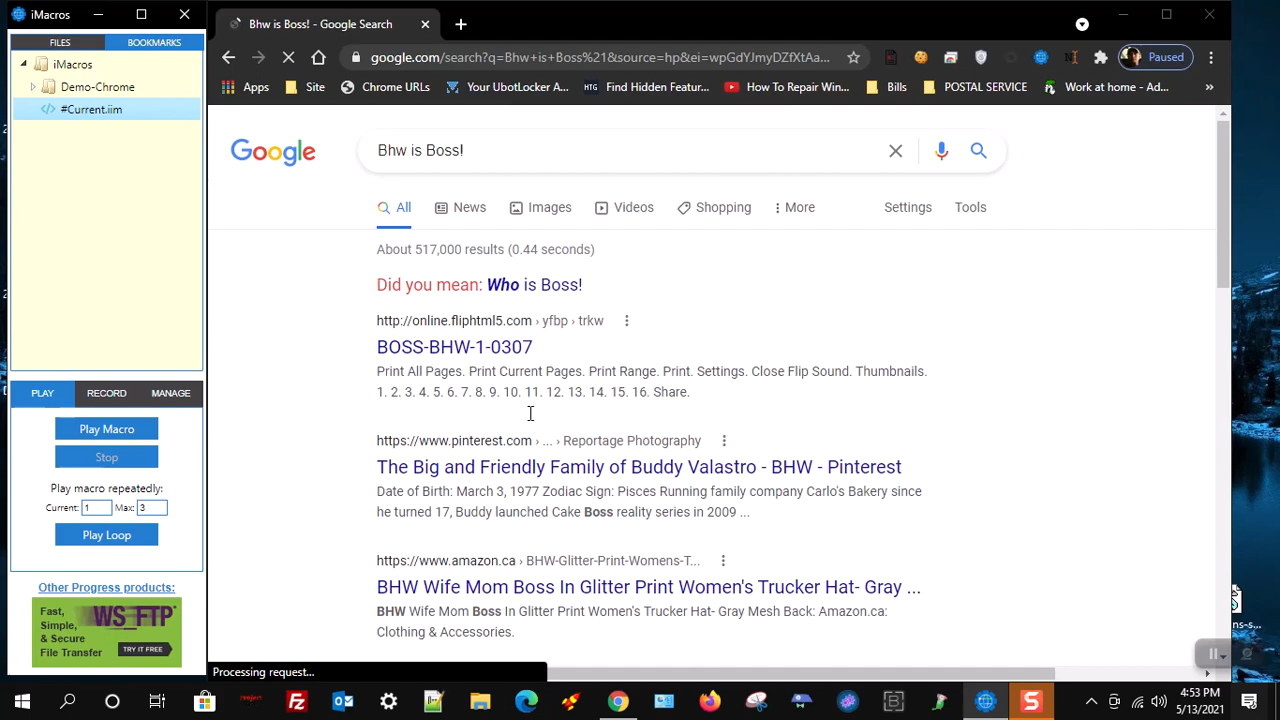 iMacros
FILES
BOOKMARKS
iMacros
Demo-Chrome
#Current.iim
PLAY
RECORD
MANAGE
Play Macro
Stop
Play macro repeatedly:
Current: 1 Max: 3
Play Loop
Other Progress products:
Fast,
Simple,
& Secure
File Transfer
WS_FTP
TRY IT FREE
Bhw is Boss! - Google Search
google.com/search?q=Bhw+is+Boss%21&source=hp&ei=wpGdYJmyDZfXtAa...
Paused
Apps
Site
Chrome URLs
Your UbotLauncher...
HTG Find Hidden Featur...
How To Repair Win...
Bills
POSTAL SERVICE
Work at home - Ad...
Google
Bhw is Boss!
All
News
Images
Videos
Shopping
More
Settings
Tools
About 517,000 results (0.44 seconds)
Did you mean: Who is Boss!
http://online.fliphtml5.com › yfbp › trkw
BOSS-BHW-1-0307
Print All Pages. Print Current Pages. Print Range. Print. Settings. Close Flip Sound. Thumbnails.
1. 2. 3. 4. 5. 6. 7. 8. 9. 10. 11. 12. 13. 14. 15. 16. Share.
https://www.pinterest.com › ... › Reportage Photography
The Big and Friendly Family of Buddy Valastro - BHW - Pinterest
Date of Birth: March 3, 1977 Zodiac Sign: Pisces Running family company Carlo's Bakery since
he turned 17, Buddy launched Cake Boss reality series in 2009 ...
https://www.amazon.ca › BHW-Glitter-Print-Womens-T...
BHW Wife Mom Boss In Glitter Print Women's Trucker Hat- Gray ...
BHW Wife Mom Boss In Glitter Print Women's Trucker Hat- Gray Mesh Back: Amazon.ca:
Clothing & Accessories.
Processing request...
4:53 PM
5/13/2021